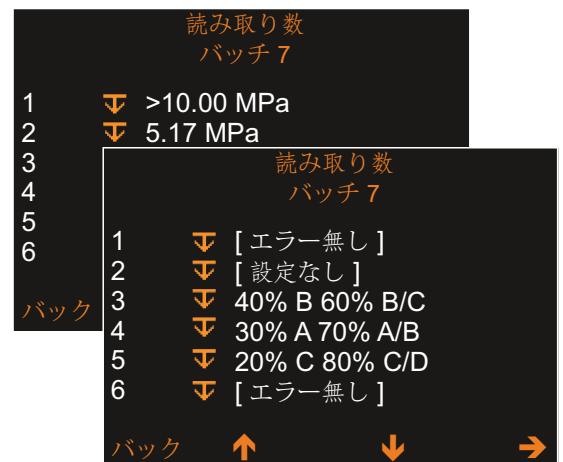 読み取り数
バッチ 7
1 >10.00 MPa
2 5.17 MPa
3
4
5
6
バック
読み取り数
バッチ 7
1 [ エラー無し ]
2 [ 設定なし ]
3 40% B 60% B/C
4 30% A 70% A/B
5 20% C 80% C/D
6 [ エラー無し ]
バック